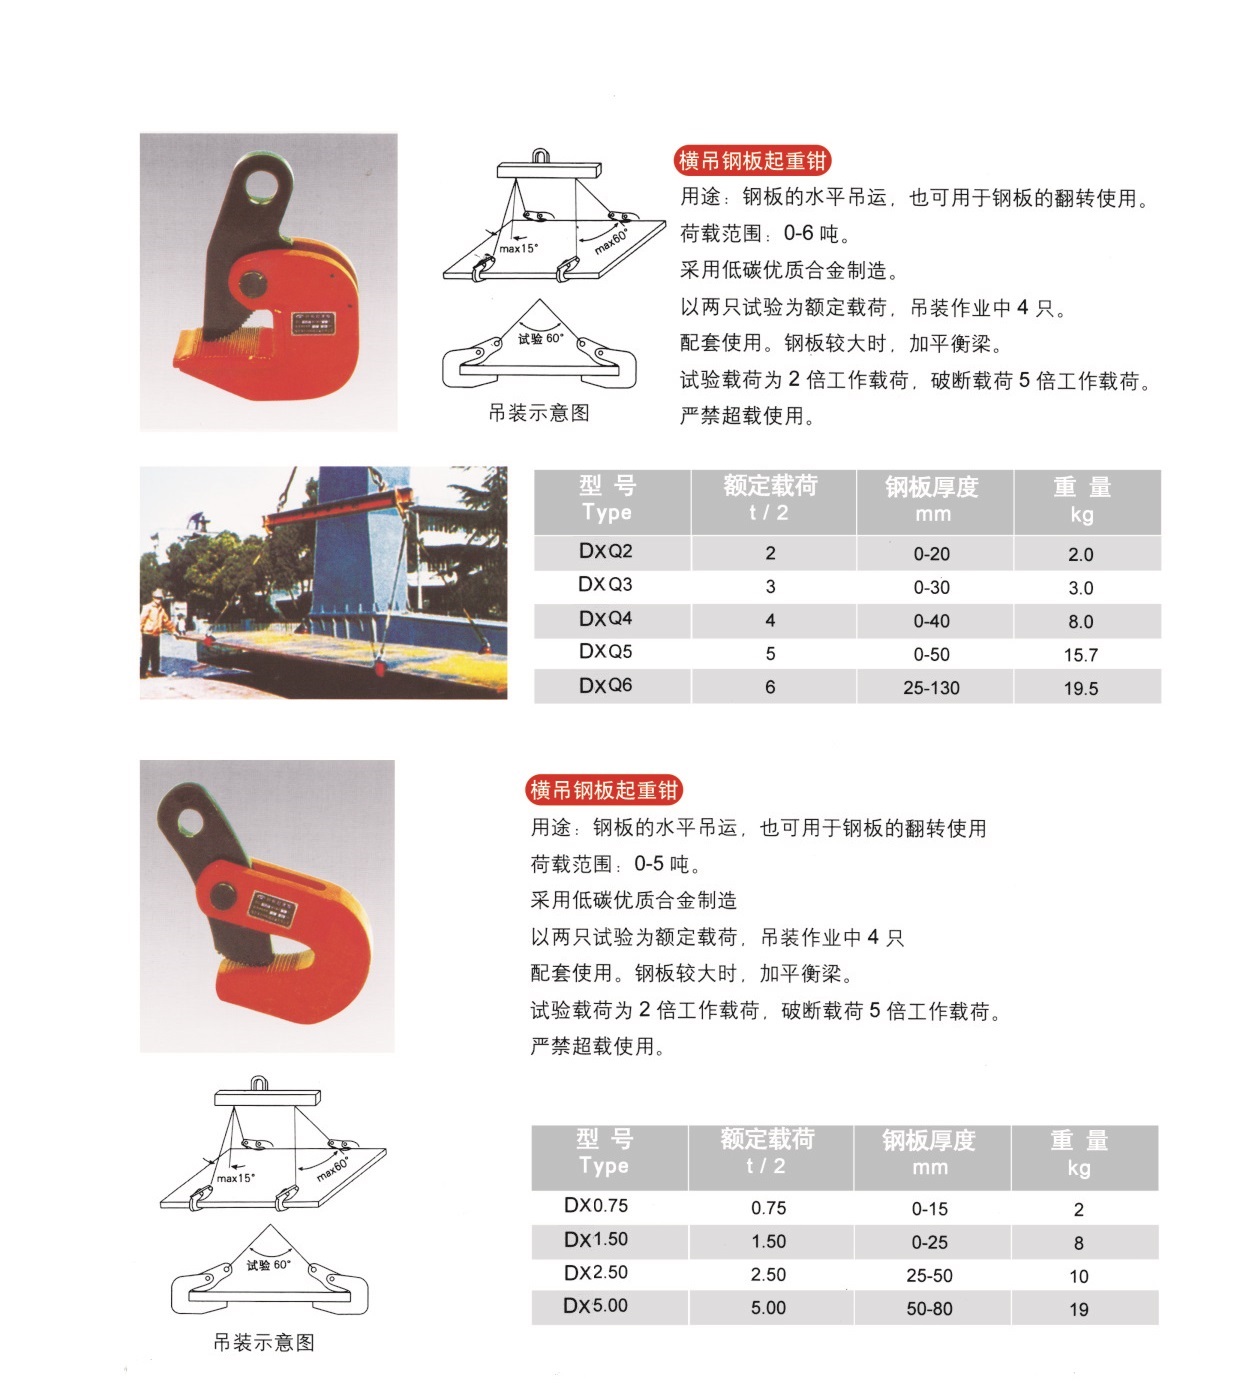 横吊钢板起重钳
用途：钢板的水平吊运，也可用于钢板的翻转使用。
荷载范围：0-6 吨。
采用低碳优质合金制造。
以两只试验为额定载荷，吊装作业中 4 只。
配套使用。钢板较大时，加平衡梁。
试验载荷为 2 倍工作载荷，破断载荷 5 倍工作载荷。
严禁超载使用。
max15°
max60°
试验 60°
吊装示意图
型 号 额定载荷 钢板厚度 重 量
Type t / 2 mm kg
DXQ2 2 0-20 2.0
DXQ3 3 0-30 3.0
DXQ4 4 0-40 8.0
DXQ5 5 0-50 15.7
DXQ6 6 25-130 19.5
横吊钢板起重钳
用途：钢板的水平吊运，也可用于钢板的翻转使用
荷载范围：0-5 吨。
采用低碳优质合金制造
以两只试验为额定载荷，吊装作业中 4 只
配套使用。钢板较大时，加平衡梁。
试验载荷为 2 倍工作载荷，破断载荷 5 倍工作载荷。
严禁超载使用。
max15°
max60°
试验 60°
吊装示意图
型 号 额定载荷 钢板厚度 重 量
Type t / 2 mm kg
DX0.75 0.75 0-15 2
DX1.50 1.50 0-25 8
DX2.50 2.50 25-50 10
DX5.00 5.00 50-80 19